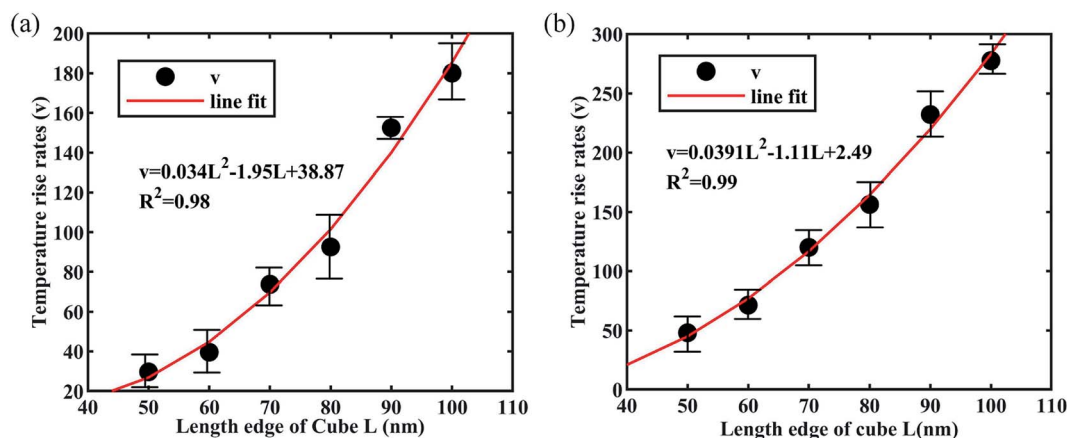 (a)
200
180
160
140
120
100
80
60
40
20
Temperature rise rates (v)
v
line fit
v=0.034L²-1.95L+38.87
R²=0.98
40 50 60 70 80 90 100 110
Length edge of Cube L (nm)
(b)
300
250
200
150
100
50
0
Temperature rise rates (v)
v
line fit
v=0.0391L²-1.11L+2.49
R²=0.99
40 50 60 70 80 90 100 110
Length edge of cube L(nm)